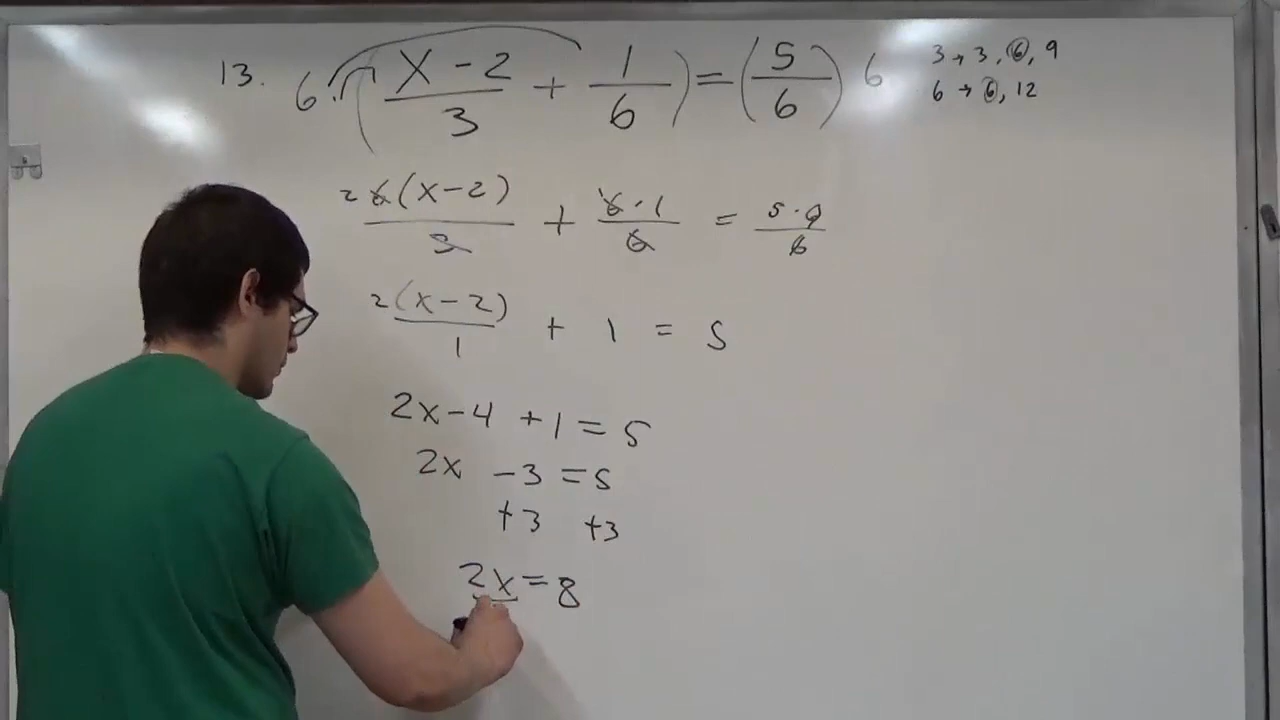 13. 6 · ( (x - 2)/3 + 1/6 ) = ( 5/6 ) 6
3 → 3, 6, 9
6 → 6, 12
2 6(x-2)/3 + 6 · 1/6 = 5 · 6/6
2(x-2)/1 + 1 = 5
2x - 4 + 1 = 5
2x - 3 = 5
+3 +3
2x = 8